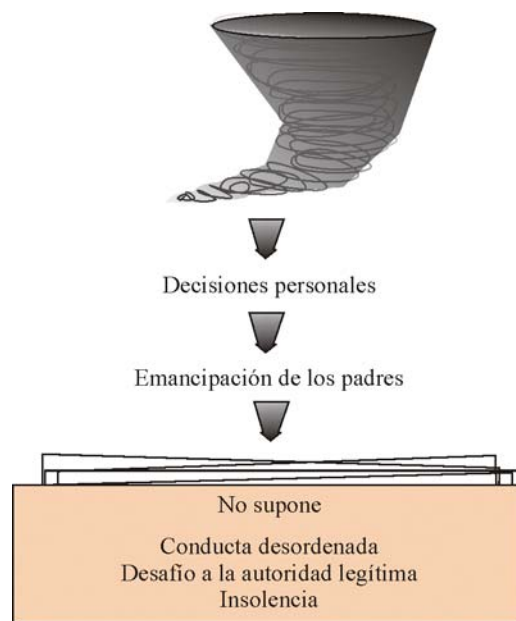 Decisiones personales
Emancipación de los padres
No supone
Conducta desordenada
Desafío a la autoridad legítima
Insolencia